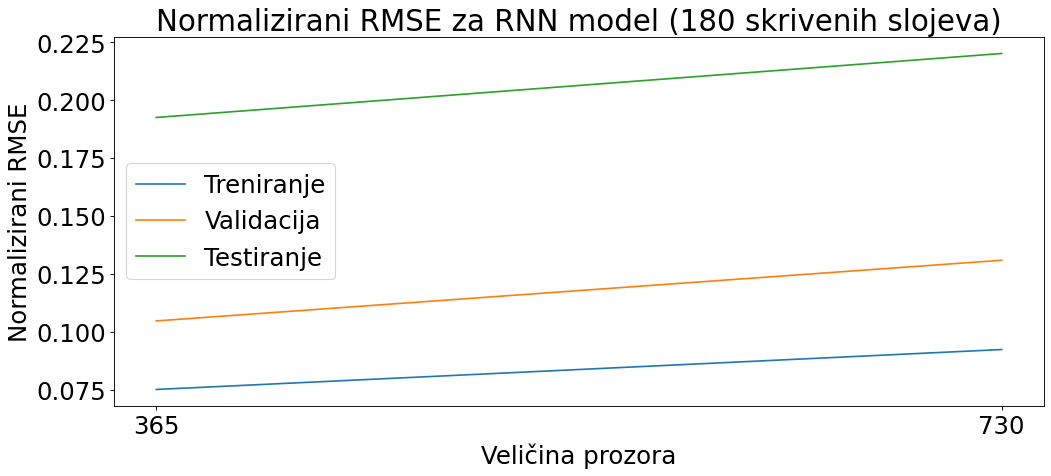 Normalizirani RMSE za RNN model (180 skrivenih slojeva)
Normalizirani RMSE
0.225
0.200
0.175
0.150
0.125
0.100
0.075
Treniranje
Validacija
Testiranje
365
730
Veličina prozora